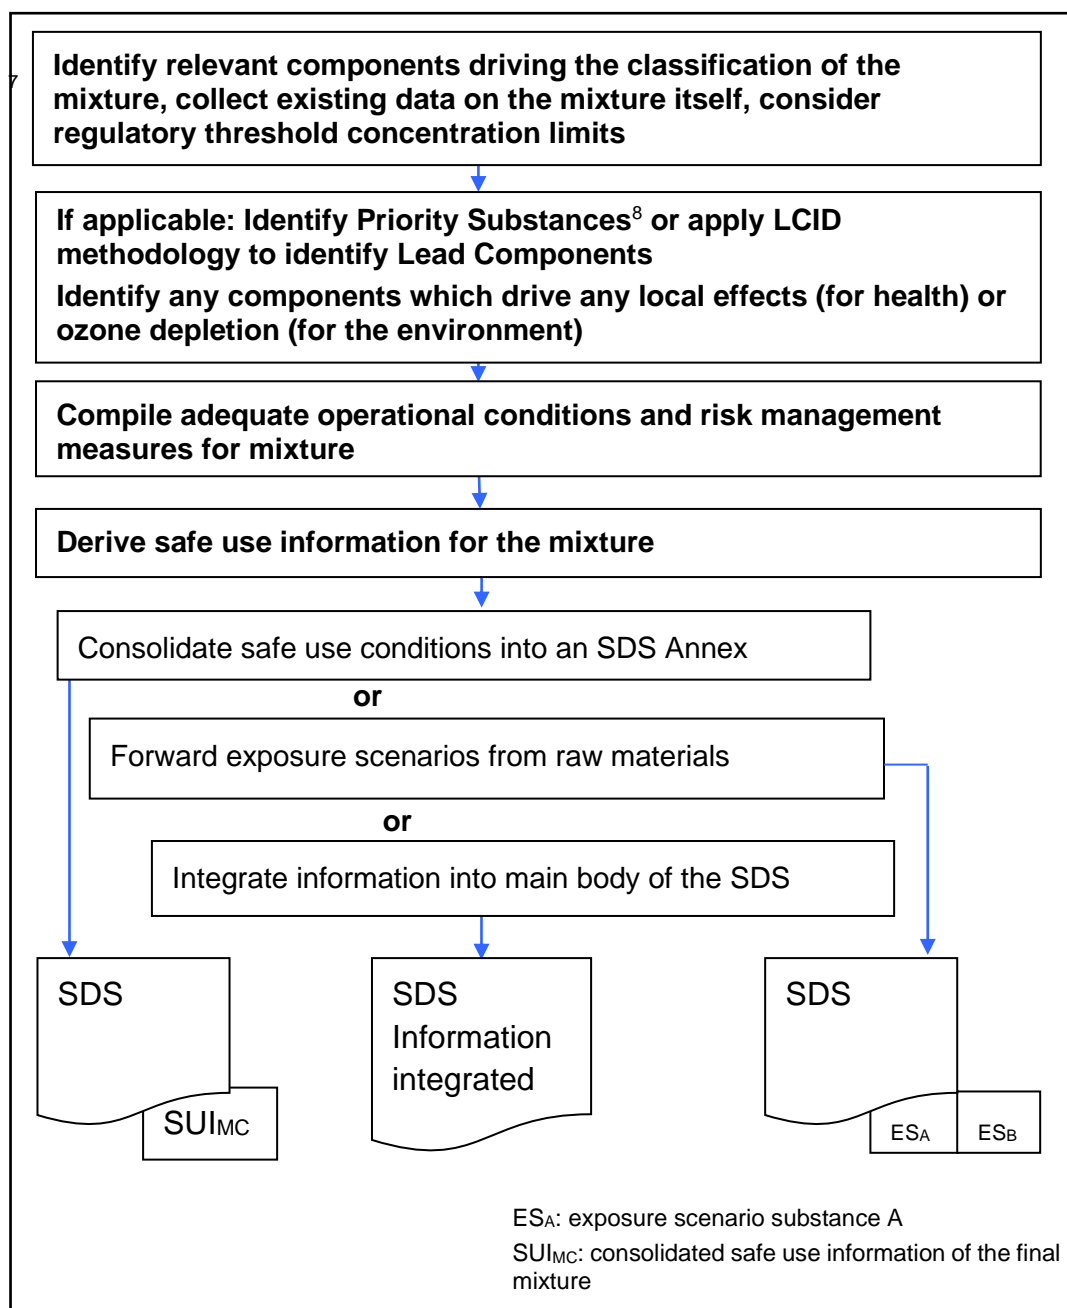 7
Identify relevant components driving the classification of the
mixture, collect existing data on the mixture itself, consider
regulatory threshold concentration limits
If applicable: Identify Priority Substances8 or apply LCID
methodology to identify Lead Components
Identify any components which drive any local effects (for health) or
ozone depletion (for the environment)
Compile adequate operational conditions and risk management
measures for mixture
Derive safe use information for the mixture
Consolidate safe use conditions into an SDS Annex
or
Forward exposure scenarios from raw materials
or
Integrate information into main body of the SDS
SDS
SUIMC
SDS
Information
integrated
SDS
ESA
ESB
ESA: exposure scenario substance A
SUIMC: consolidated safe use information of the final
mixture